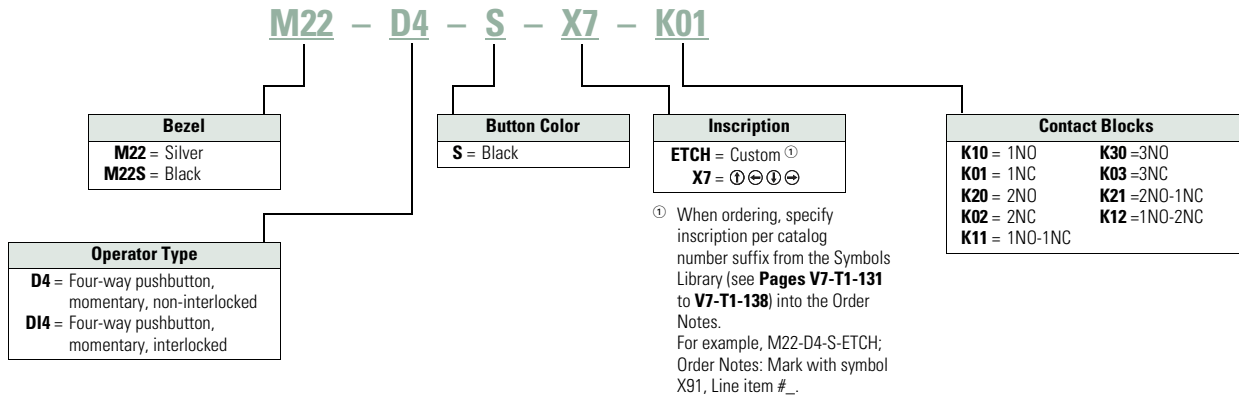 M22 – D4 – S – X7 – K01
Bezel
M22 = Silver
M22S = Black
Operator Type
D4 = Four-way pushbutton,
momentary, non-interlocked
DI4 = Four-way pushbutton,
momentary, interlocked
Button Color
S = Black
Inscription
ETCH = Custom ①
X7 = ⓵
① When ordering, specify
inscription per catalog
number suffix from the Symbols
Library (see Pages V7-T1-131
to V7-T1-138) into the Order
Notes.
For example, M22-D4-S-ETCH;
Order Notes: Mark with symbol
X91, Line item #_.
Contact Blocks
K10 = 1NO K30 =3NO
K01 = 1NC K03 =3NC
K20 = 2NO K21 =2NO-1NC
K02 = 2NC K12 =1NO-2NC
K11 = 1NO-1NC